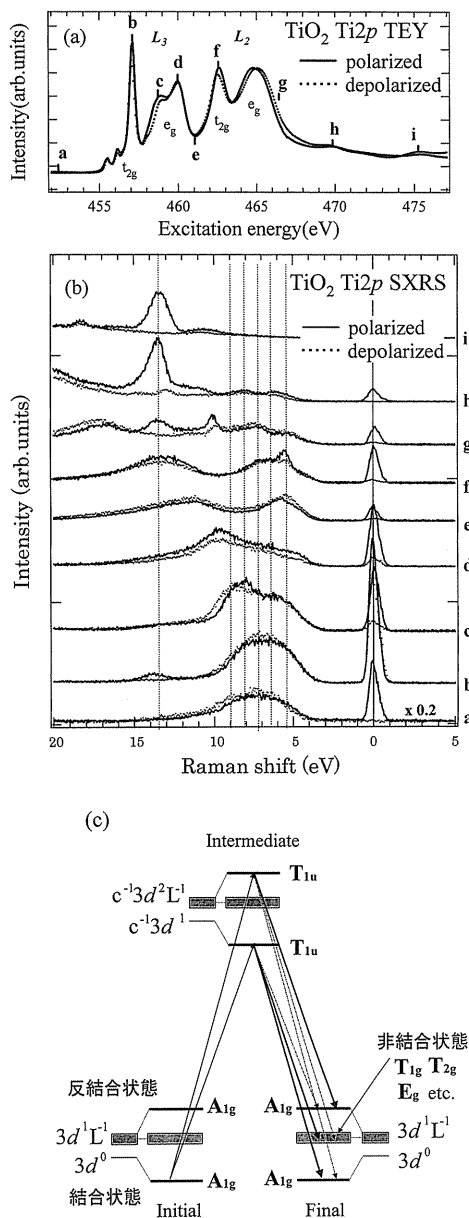 (a)
TiO2 Ti2p TEY
polarized
depolarized
L3
L2
a
b
c
d
e
f
g
h
i
t2g
eg
t2g
eg
Intensity(arb.units)
455
460
465
470
475
Excitation energy(eV)
(b)
TiO2 Ti2p SXRS
polarized
depolarized
i
h
g
f
e
d
c
b
a
x 0.2
Intensity (arb.units)
20
15
10
5
0
5
Raman shift (eV)
(c)
Intermediate
T1u
c⁻¹3d²L⁻¹
c⁻¹3d¹
T1u
非結合状態
T1g T2g
Eg etc.
反結合状態
A1g
A1g
3d¹L⁻¹
3d¹L⁻¹
3d⁰
3d⁰
結合状態
A1g
A1g
Initial
Final